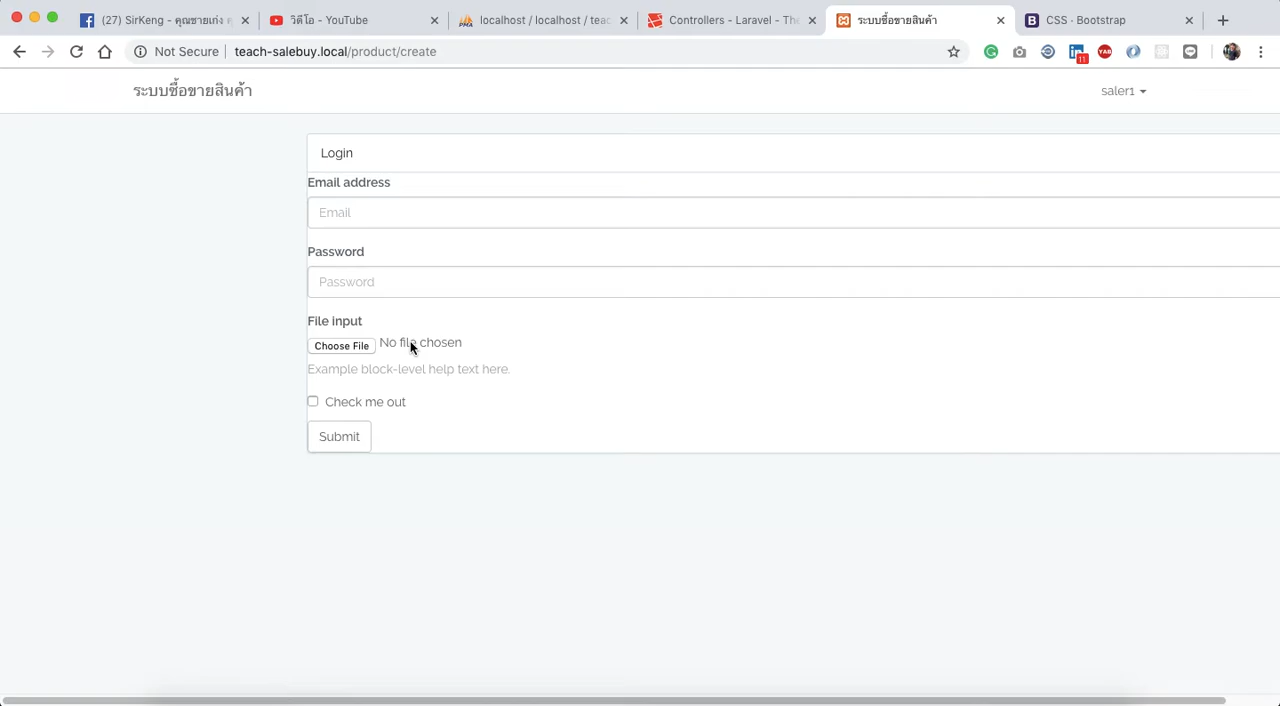 (27) SirKeng - คุณชายเก่ง
วิดีโอ - YouTube
localhost / localhost / teac
Controllers - Laravel - The
ระบบซื้อขายสินค้า
CSS · Bootstrap
Not Secure
teach-salebuy.local/product/create
11
YAB
ระบบซื้อขายสินค้า
saler1
Login
Email address
Email
Password
Password
File input
Choose File No file chosen
Example block-level help text here.
Check me out
Submit